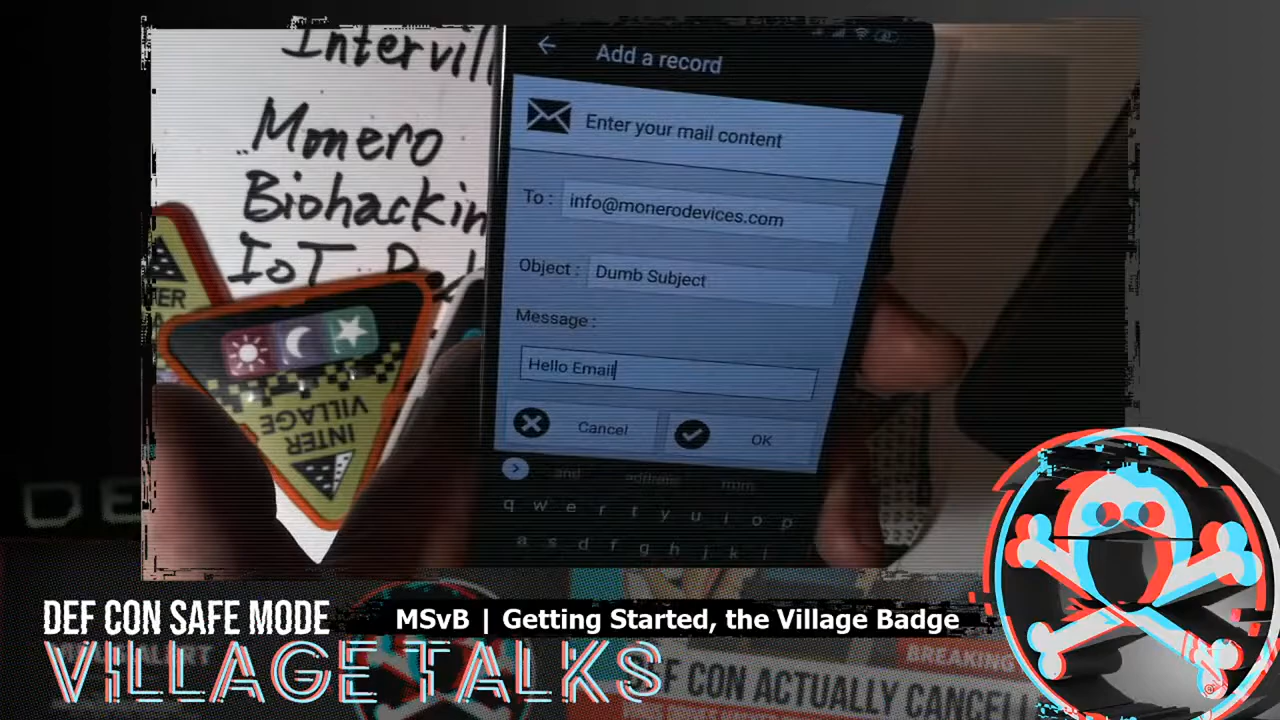 Intervill
Monero
Biohackin
IoT
Add a record
Enter your mail content
To :
info@monerodevices.com
Object :
Dumb Subject
Message :
Hello Email
Cancel
OK
and
q w e r t y u i o p
a s d f g h j k l
INTER
VILLAGE
DEF CON SAFE MODE
VILLAGE TALKS
MSvB | Getting Started, the Village Badge
BREAKING
DEF CON ACTUALLY CANCELL